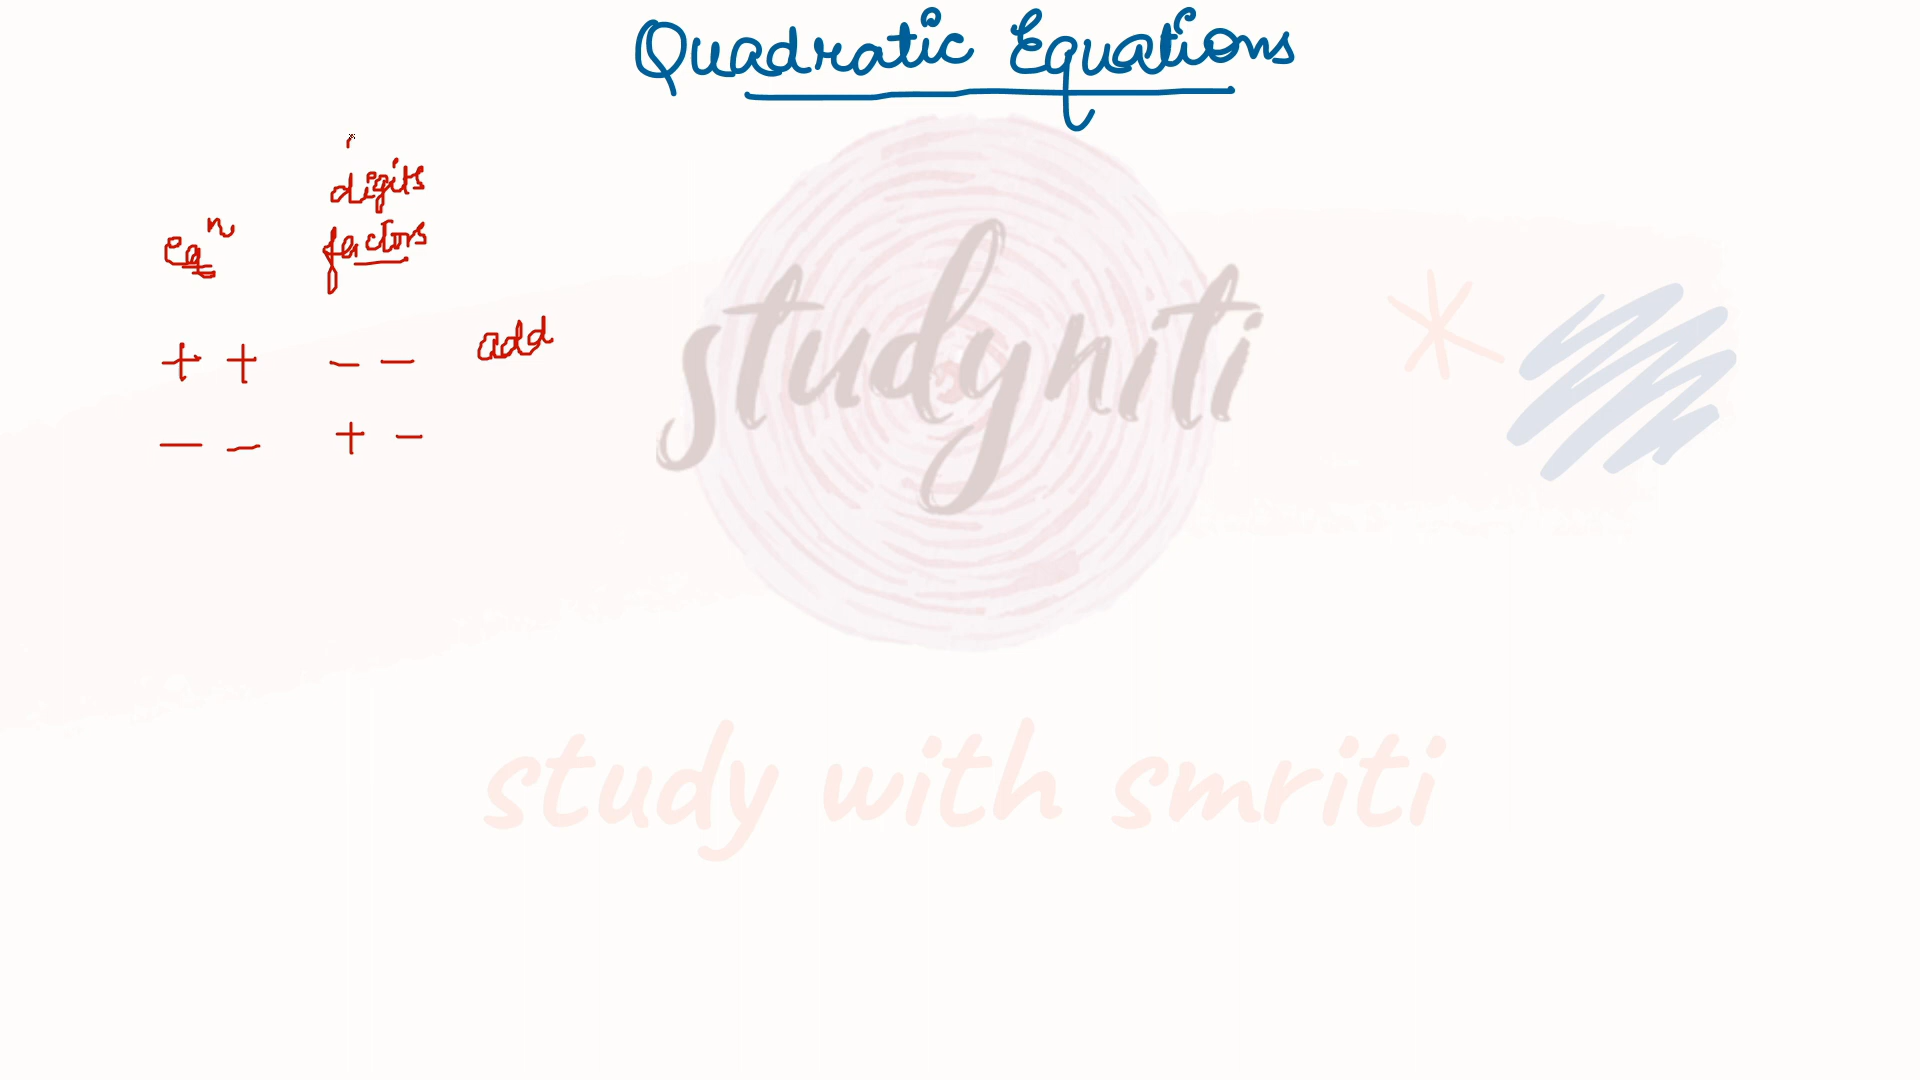 Quadratic Equations
digits
eqn factors
+ + - - add
- - + -
studyniti
study with smriti